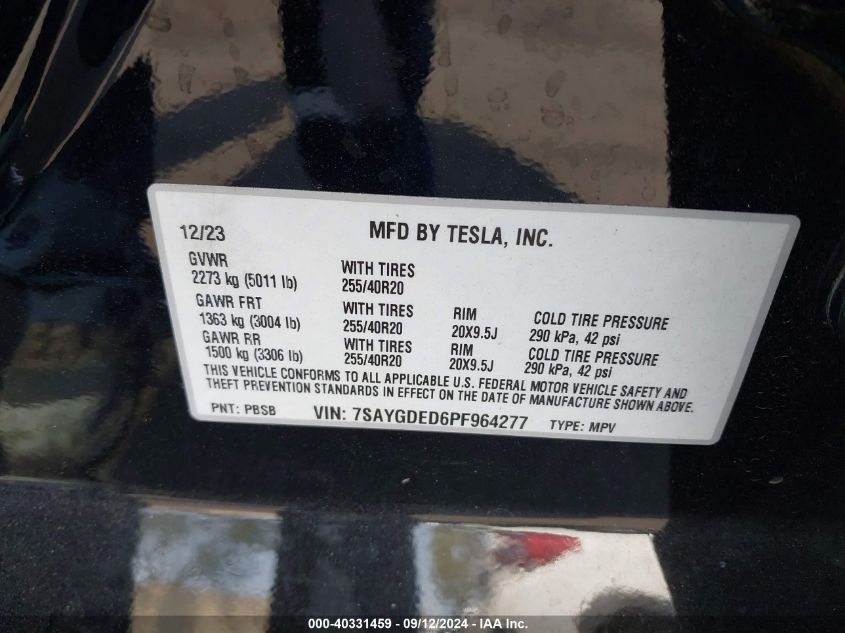 12/23 MFD BY TESLA, INC.
GVWR
2273 kg (5011 lb) WITH TIRES
255/40R20
GAWR FRT
1363 kg (3004 lb) WITH TIRES
255/40R20 RIM
20X9.5J COLD TIRE PRESSURE
290 kPa, 42 psi
GAWR RR
1500 kg (3306 lb) WITH TIRES
255/40R20 RIM
20X9.5J COLD TIRE PRESSURE
290 kPa, 42 psi
THIS VEHICLE CONFORMS TO ALL APPLICABLE U.S. FEDERAL MOTOR VEHICLE SAFETY AND
THEFT PREVENTION STANDARDS IN EFFECT ON THE DATE OF MANUFACTURE SHOWN ABOVE.
PNT: PBSB VIN: 7SAYGDED6PF964277 TYPE: MPV
000-40331459 - 09/12/2024 - IAA Inc.